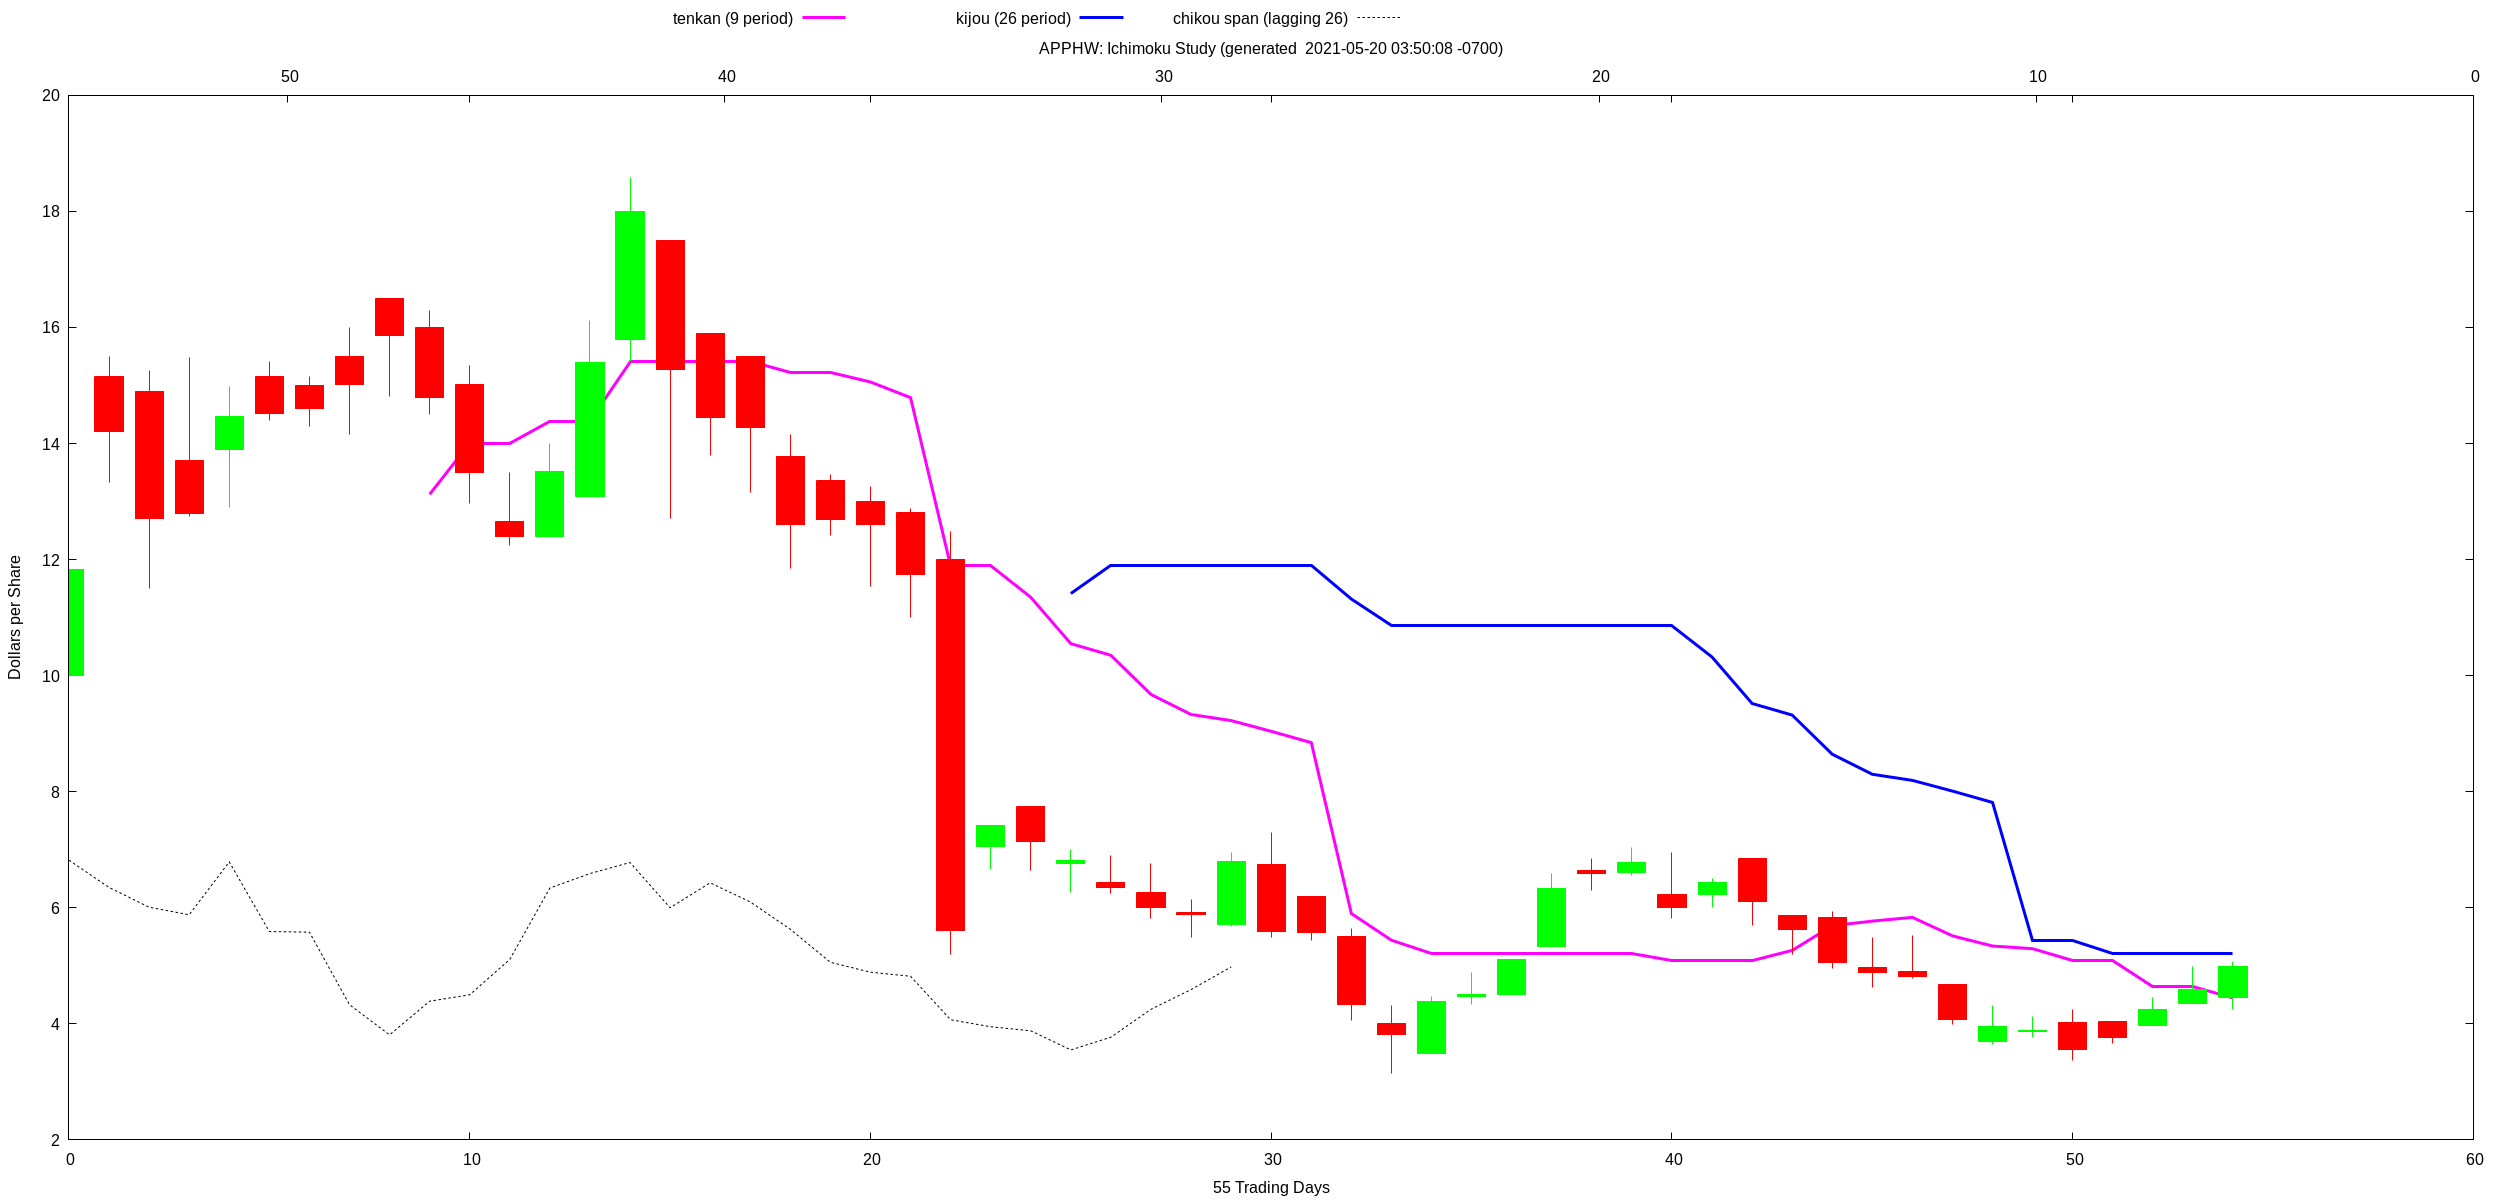 tenkan (9 period) kijou (26 period) chikou span (lagging 26)
APPHW: Ichimoku Study (generated  2021-05-20 03:50:08 -0700)
50 40 30 20 10 0
20
18
16
14
12
10
8
6
4
2
Dollars per Share
0 10 20 30 40 50 60
55 Trading Days